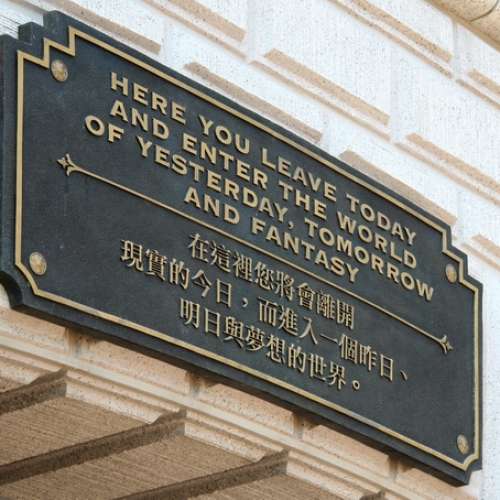 HERE YOU LEAVE TODAY
AND ENTER THE WORLD
OF YESTERDAY, TOMORROW
AND FANTASY
在這裡您將會離開
現實的今日，而進入一個昨日、
明日與夢想的世界。